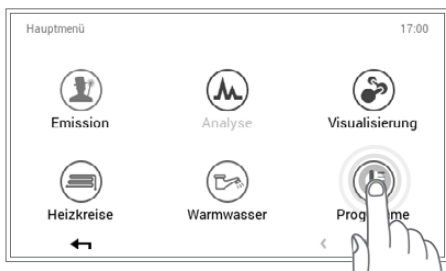 Hauptmenü 17:00
Emission Analyse Visualisierung
Heizkreise Warmwasser